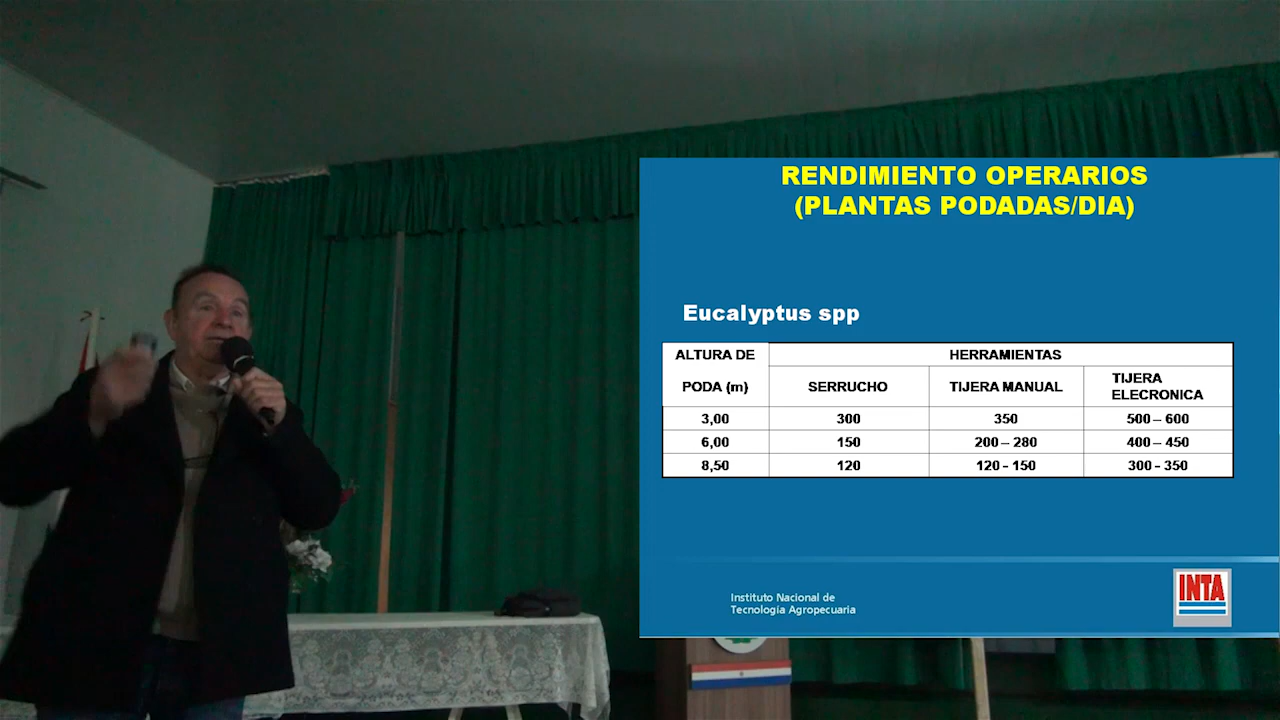 RENDIMIENTO OPERARIOS
(PLANTAS PODADAS/DIA)
Eucalyptus spp
ALTURA DE PODA (m) HERRAMIENTAS
SERRUCHO TIJERA MANUAL TIJERA ELECRONICA
3,00 300 350 500 – 600
6,00 150 200 – 280 400 – 450
8,50 120 120 - 150 300 - 350
Instituto Nacional de
Tecnología Agropecuaria
INTA